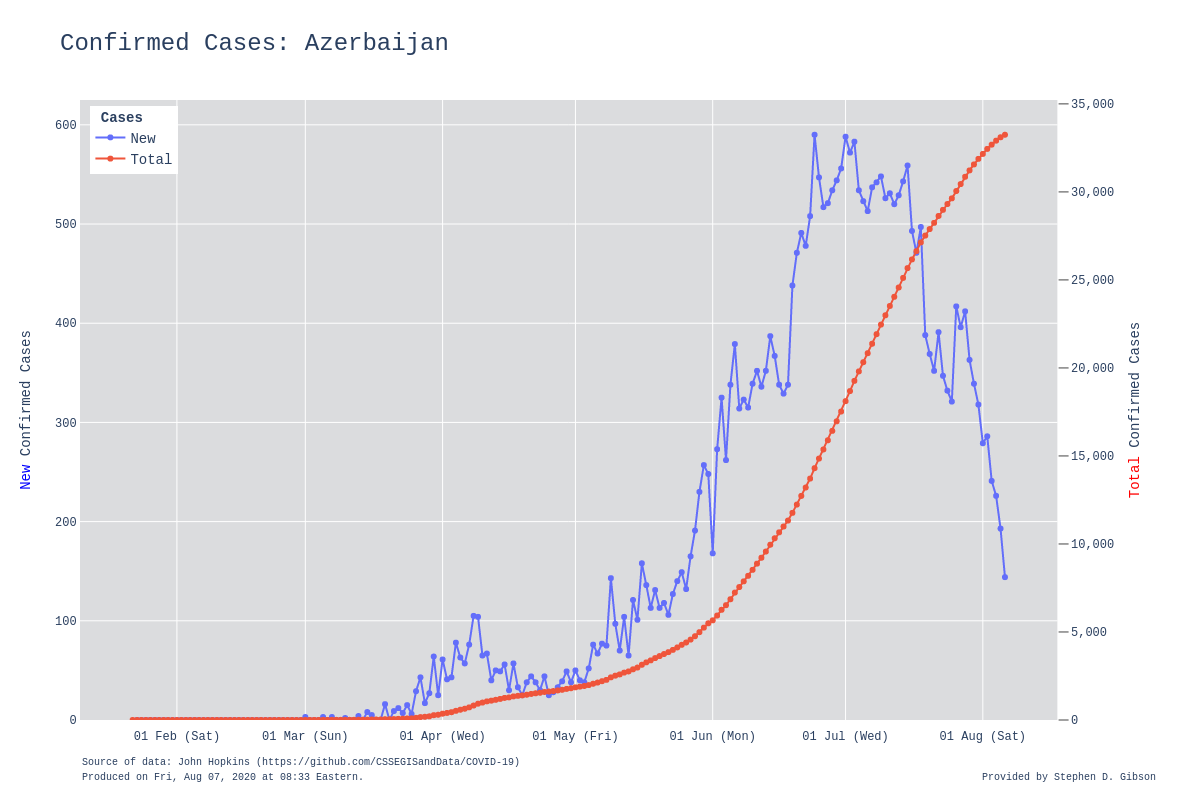 Confirmed Cases: Azerbaijan
Cases
New
Total
600
500
400
300
200
100
0
New Confirmed Cases
35,000
30,000
25,000
20,000
15,000
10,000
5,000
0
Total Confirmed Cases
01 Feb (Sat) 01 Mar (Sun) 01 Apr (Wed) 01 May (Fri) 01 Jun (Mon) 01 Jul (Wed) 01 Aug (Sat)
Source of data: John Hopkins (https://github.com/CSSEGISandData/COVID-19)
Produced on Fri, Aug 07, 2020 at 08:33 Eastern.
Provided by Stephen D. Gibson